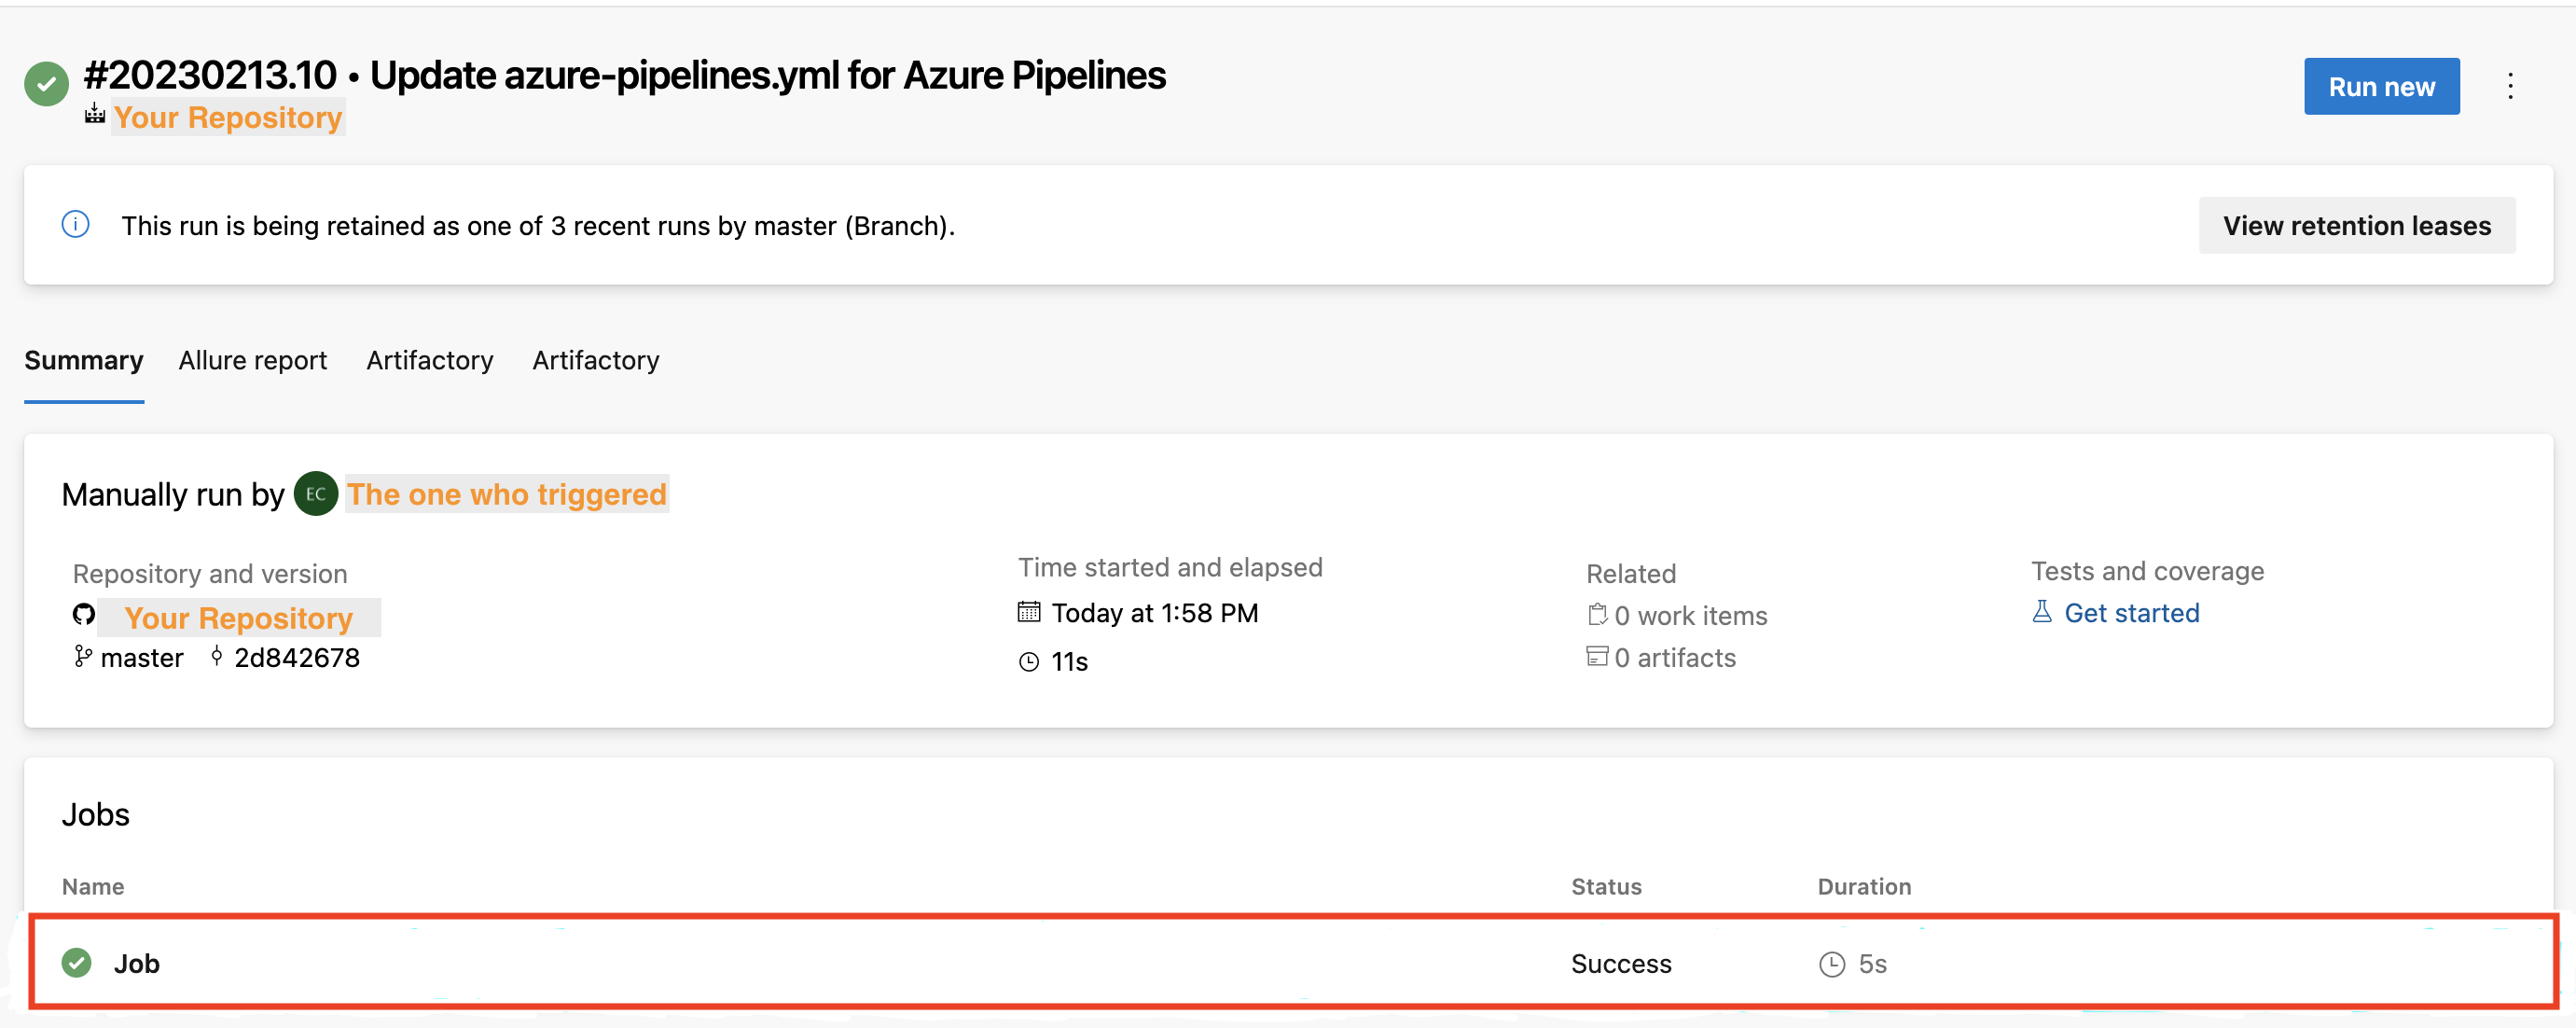 #20230213.10 • Update azure-pipelines.yml for Azure Pipelines
Your Repository
Run new
This run is being retained as one of 3 recent runs by master (Branch).
View retention leases
Summary Allure report Artifactory Artifactory
Manually run by EC The one who triggered
Repository and version
Your Repository
master 2d842678
Time started and elapsed
Today at 1:58 PM
11s
Related
0 work items
0 artifacts
Tests and coverage
Get started
Jobs
Name Status Duration
Job Success 5s